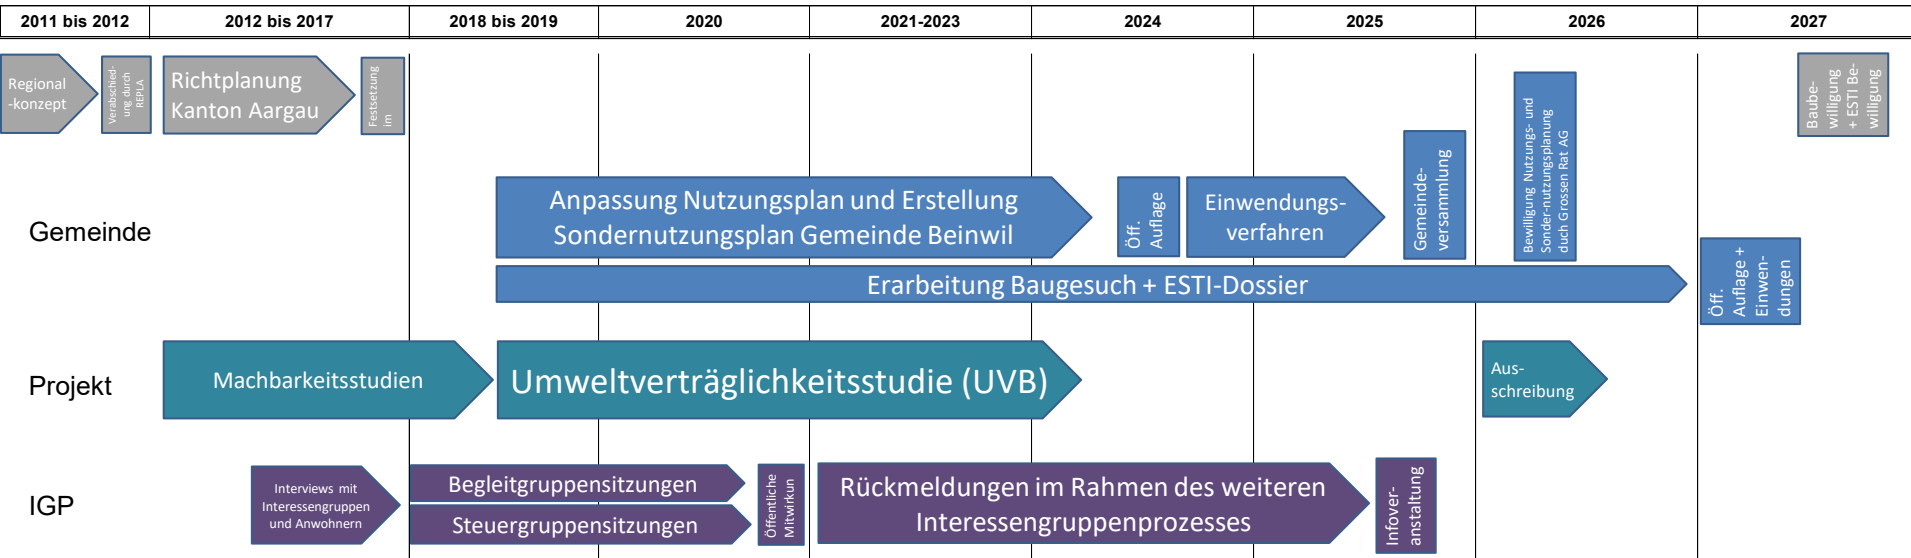 2011 bis 2012
2012 bis 2017
2018 bis 2019
2020
2021-2023
2024
2025
2026
2027
Regional
-konzept
Verabschied-
ung durch
REPLA
Richtplanung
Kanton Aargau
Festsetzung
im
Baube-
willigung
+ ESTI Be-
willigung
Gemeinde
Anpassung Nutzungsplan und Erstellung
Sondernutzungsplan Gemeinde Beinwil
Öff.
Auflage
Einwendungs-
verfahren
Gemeinde-
versammlung
Bewilligung Nutzungs- und
Sonder-nutzungsplanung
duch Grossen Rat AG
Erarbeitung Baugesuch + ESTI-Dossier
Öff.
Auflage +
Einwen-
dungen
Projekt
Machbarkeitsstudien
Umweltverträglichkeitsstudie (UVB)
Aus-
schreibung
IGP
Interviews mit
Interessengruppen
und Anwohnern
Begleitgruppensitzungen
Steuergruppensitzungen
Öffentliche
Mitwirkun
Rückmeldungen im Rahmen des weiteren
Interessengruppenprozesses
Infover-
anstaltung